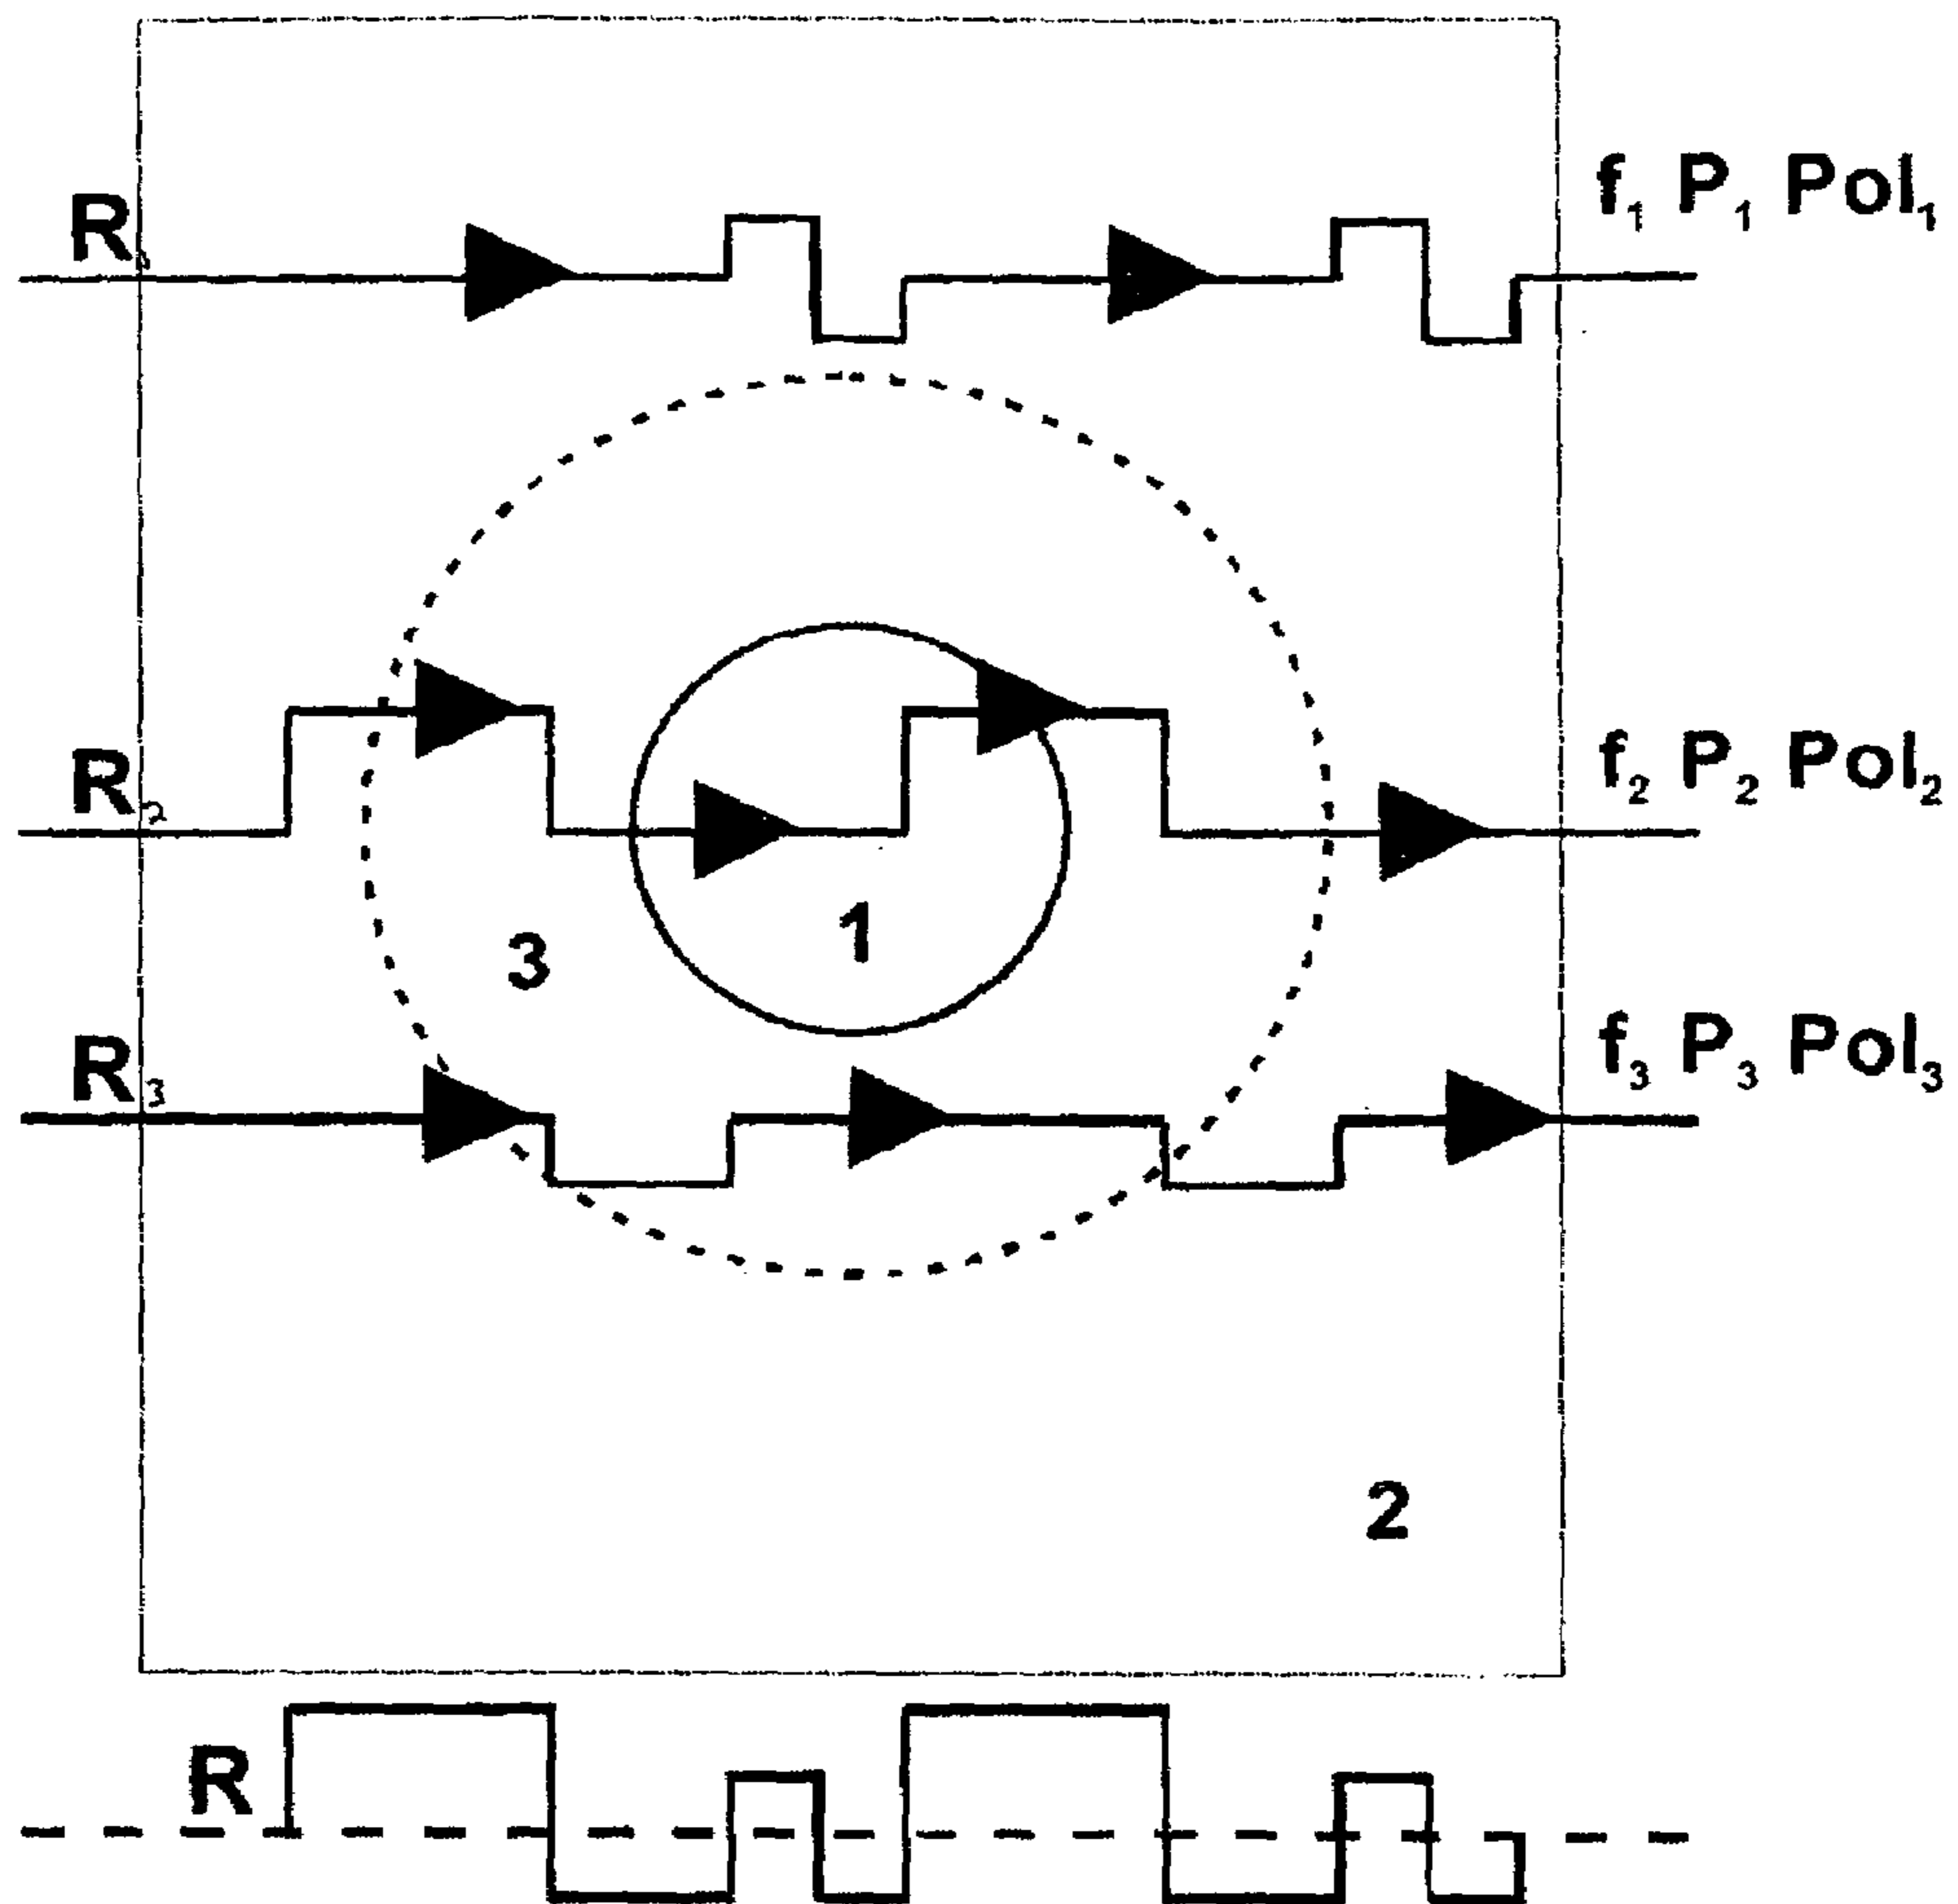 R₁ f₁ P₁ Pol₁
R₂ f₂ P₂ Pol₂
1
3
R₃ f₃ P₃ Pol₃
2
R